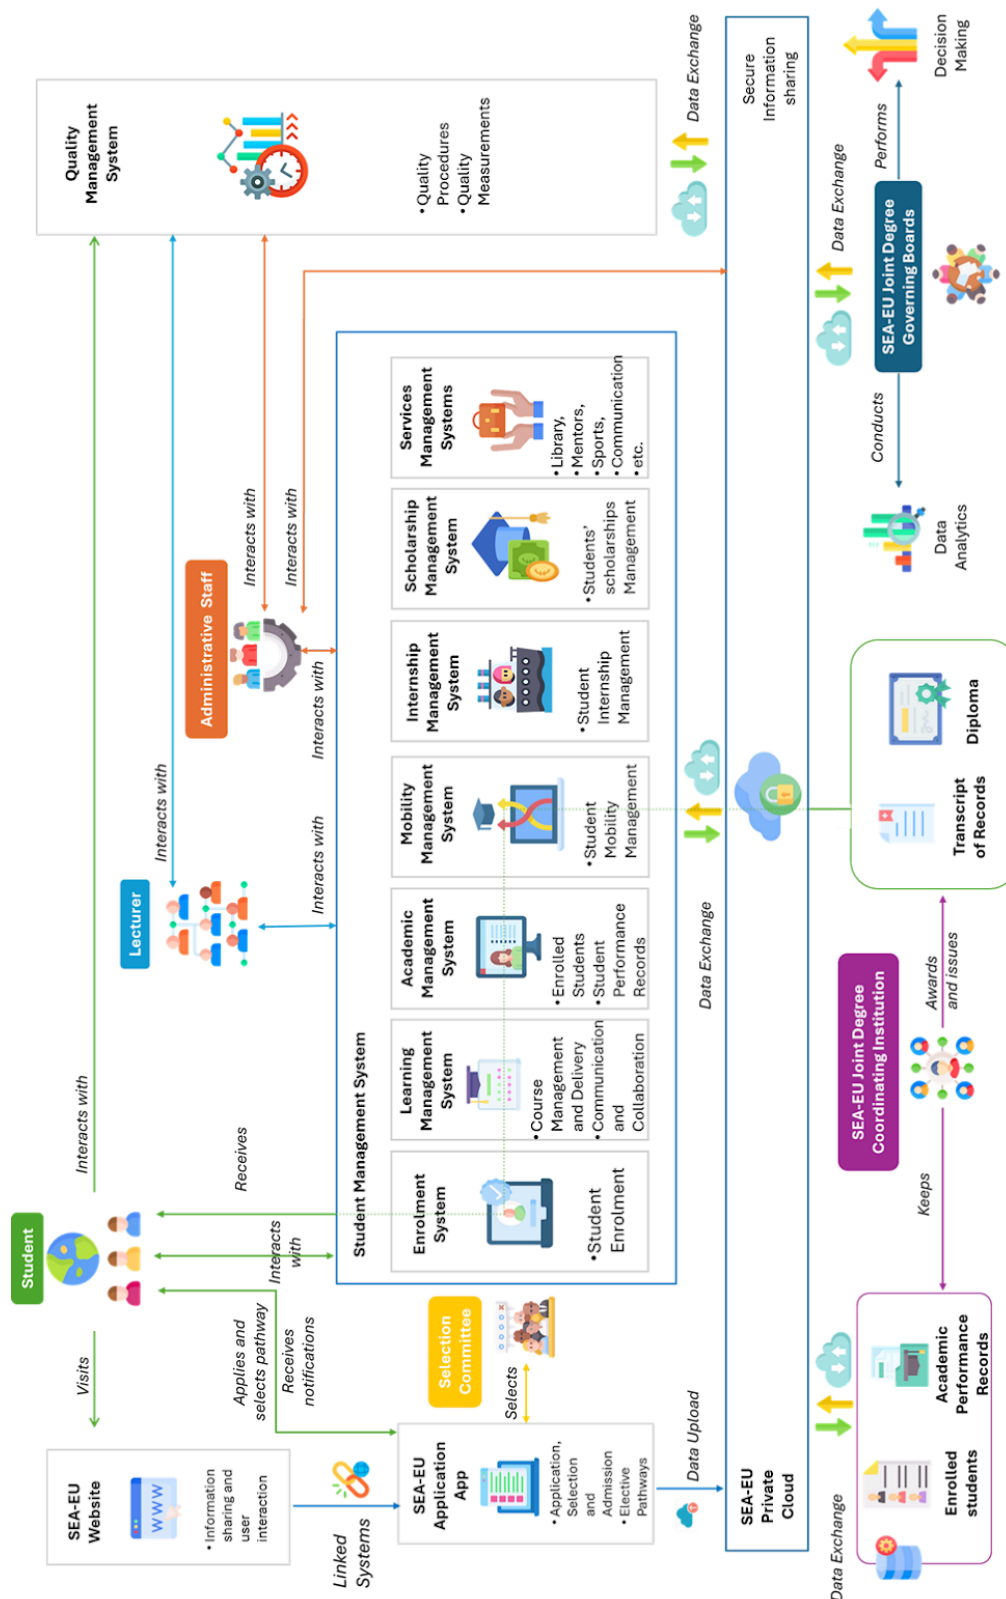 Student
Lecturer
Administrative Staff
Quality
Management
System
• Quality
Procedures
• Quality
Measurements
Visits
Interacts with
Receives
Interacts
with
Applies and
selects pathway
Receives
notifications
Interacts with
Interacts with
Interacts with
Interacts with
Interacts with
SEA-EU
Website
WWW
• Information
sharing and
user
interaction
Linked
Systems
SEA-EU
Application
App
• Application,
Selection
and
Admission
• Elective
Pathways
Selection
Committee
Selects
Student Management System
Enrolment
System
• Student
Enrolment
Learning
Management
System
• Course
Management
and Delivery
• Communication
and
Collaboration
Academic
Management
System
• Enrolled
Students
• Student
Performance
Records
Mobility
Management
System
• Student
Mobility
Management
Internship
Management
System
• Student
Internship
Management
Scholarship
Management
System
• Students'
scholarships
Management
Services
Management
Systems
• Library,
• Mentors,
• Sports,
• Communication
• etc.
Data Upload
Data Exchange
Data Exchange
SEA-EU
Private
Cloud
Secure
Information
sharing
Data Exchange
Enrolled
students
Academic
Performance
Records
Keeps
SEA-EU Joint Degree
Coordinating Institution
Awards
and issues
Transcript
of Records
Diploma
Data Exchange
SEA-EU Joint Degree
Governing Boards
Conducts
Performs
Data
Analytics
Decision
Making